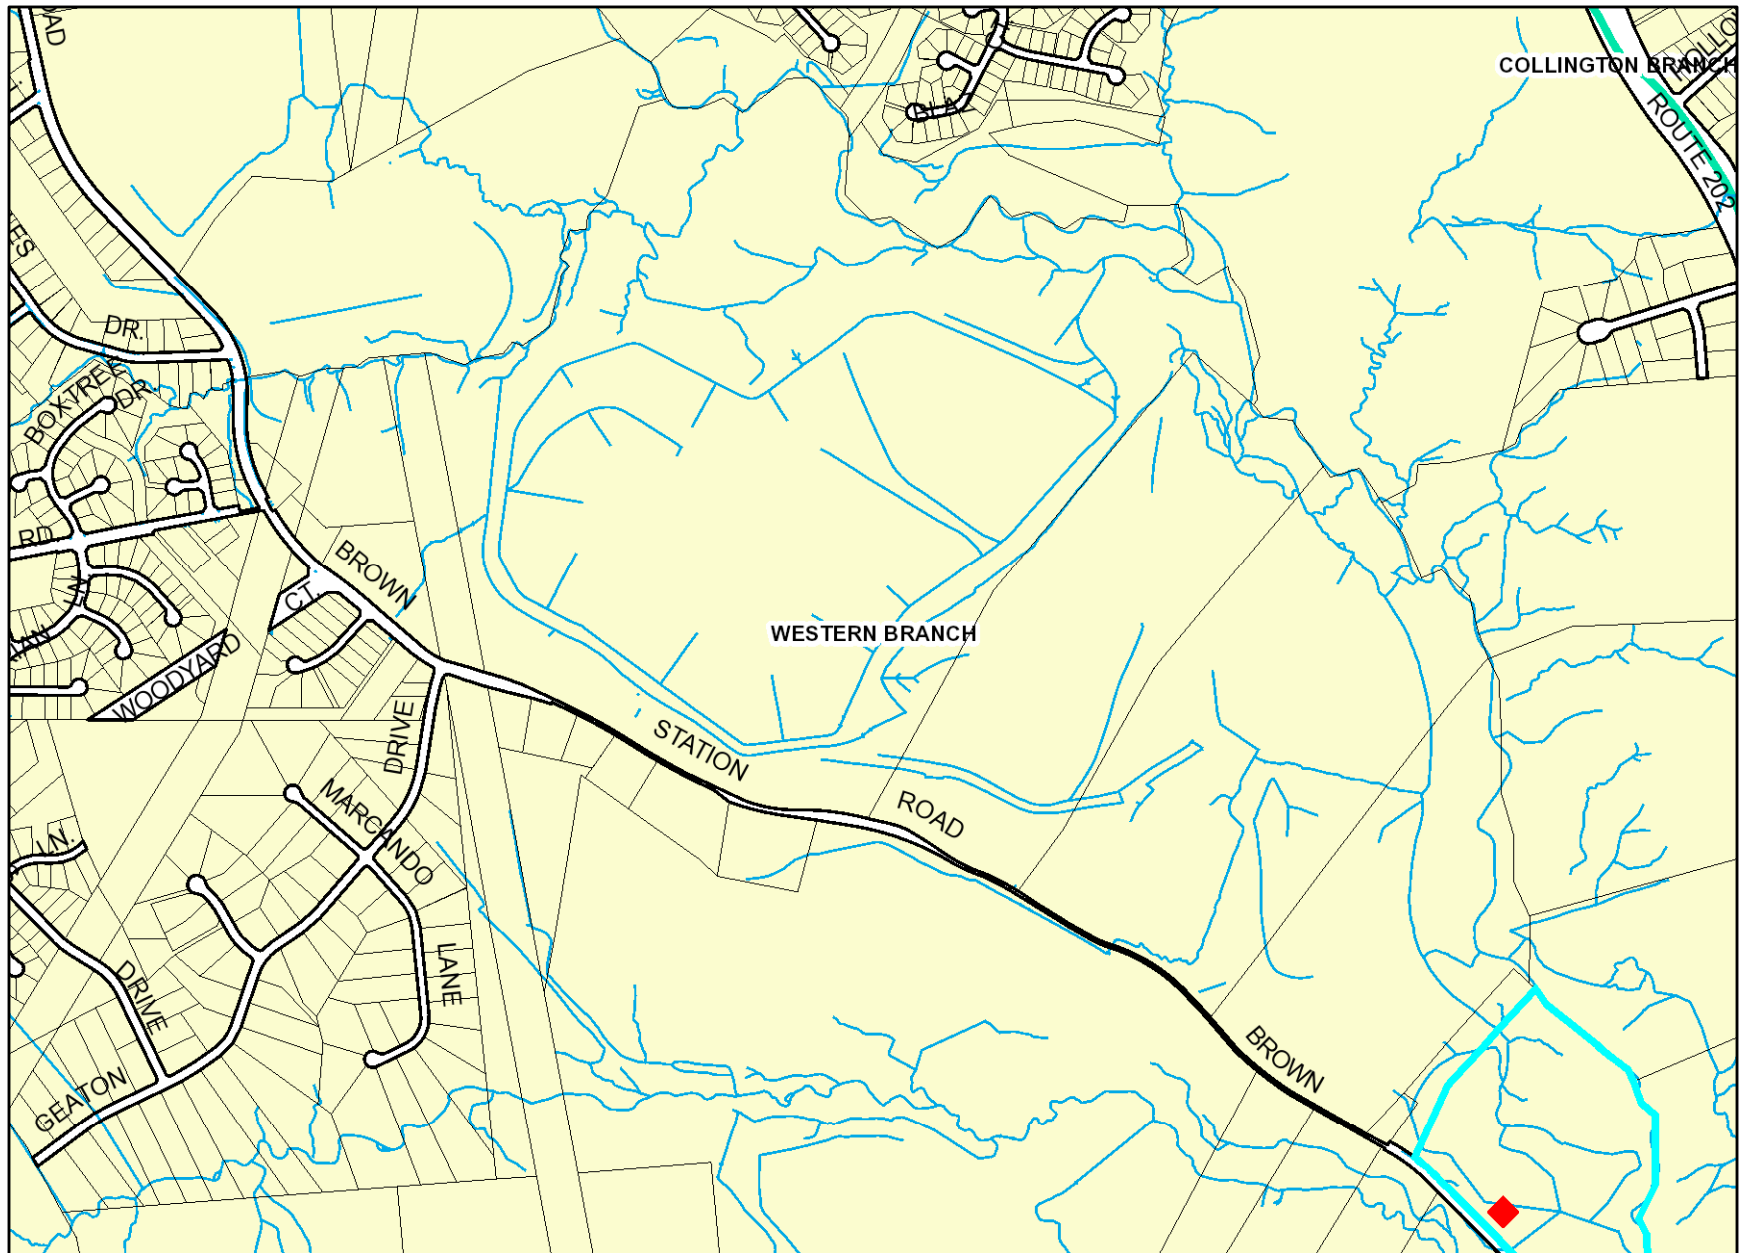 COLLINGTON BRANCH
ROUTE 202
DR.
BOXTREE
DR.
RD
BROWN
CT.
WOODYARD
WESTERN BRANCH
STATION
DRIVE
MARCANDO
ROAD
LN.
LANE
DRIVE
BROWN
GEATON